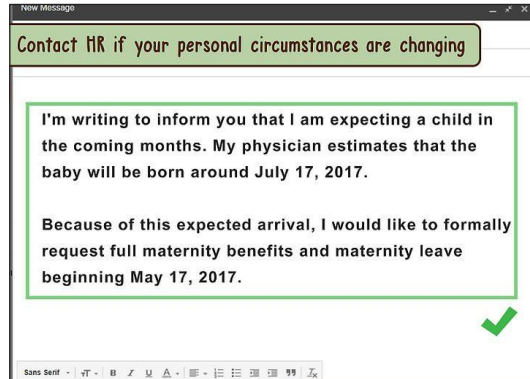 New Message
Contact HR if your personal circumstances are changing
I'm writing to inform you that I am expecting a child in
the coming months. My physician estimates that the
baby will be born around July 17, 2017.
Because of this expected arrival, I would like to formally
request full maternity benefits and maternity leave
beginning May 17, 2017.
Sans Serif